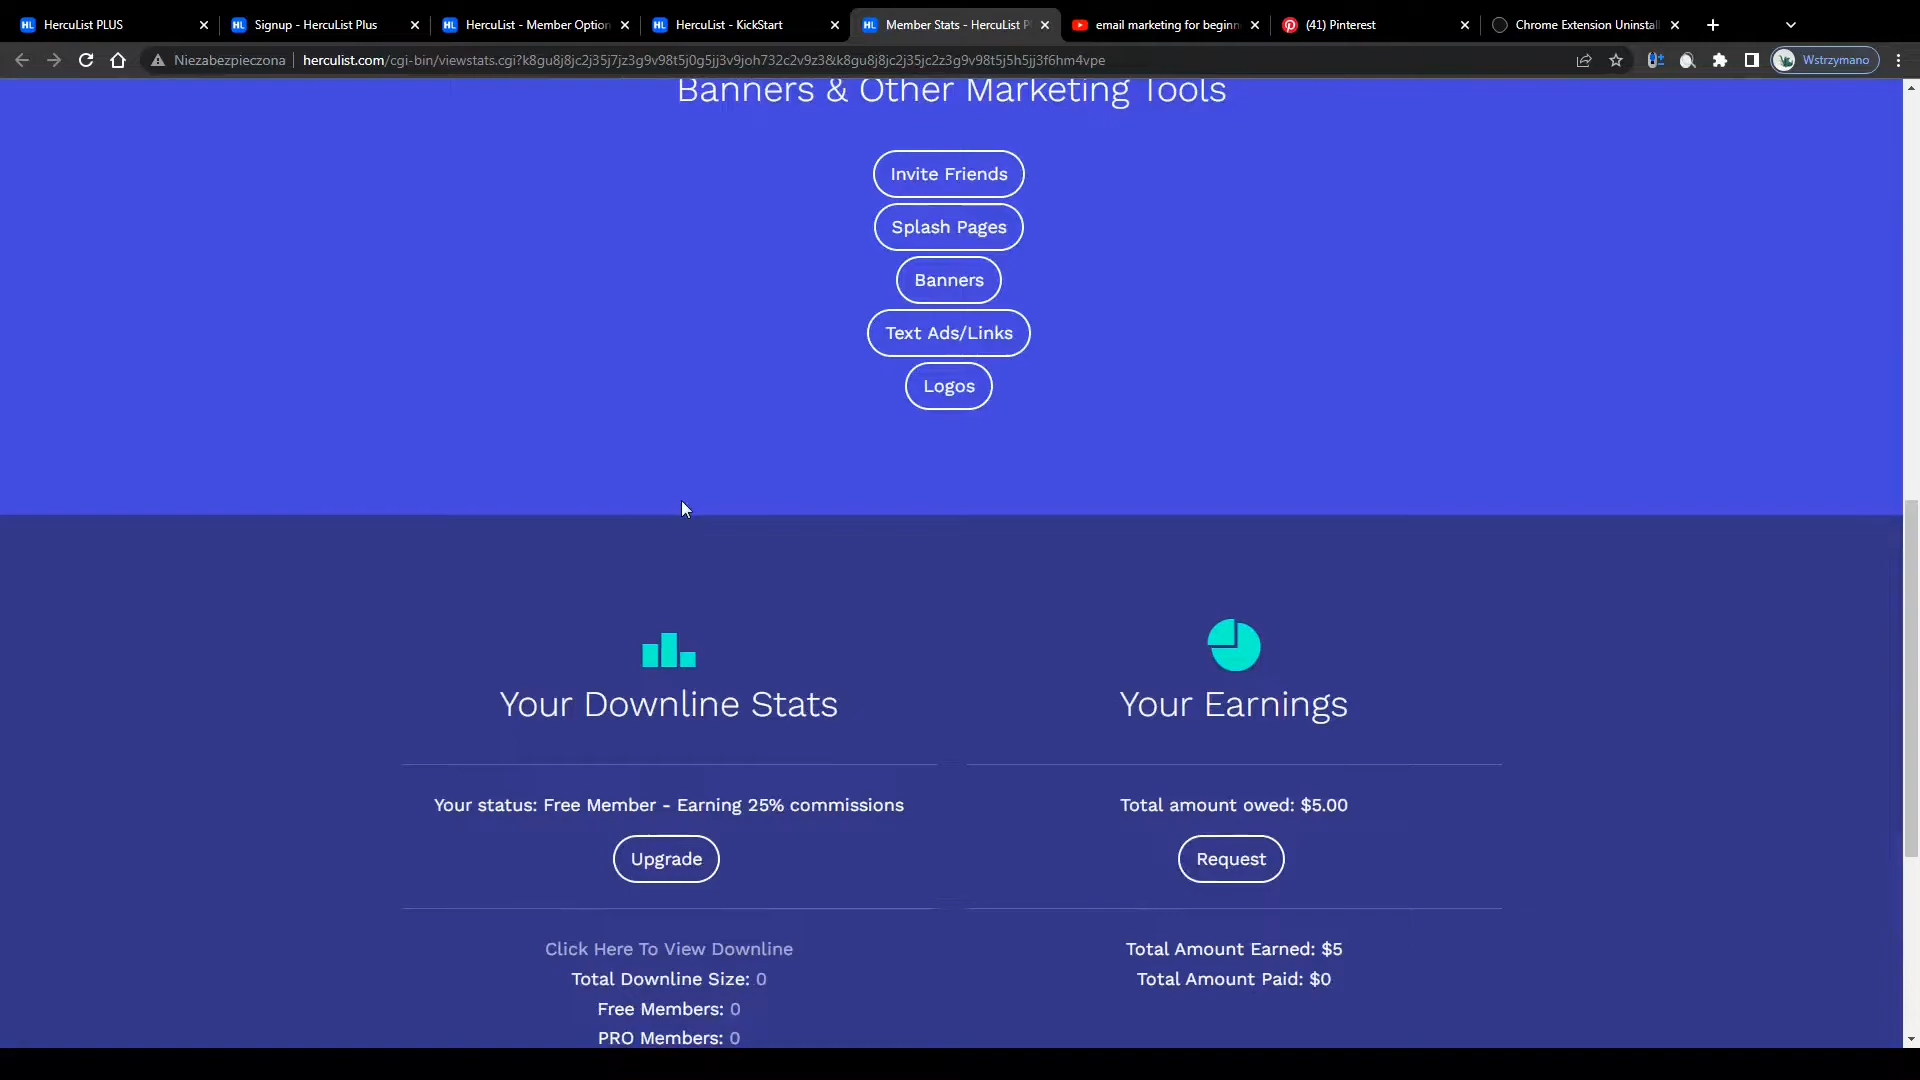 HercuList PLUS
Signup - HercuList Plus
HercuList - Member Option
HercuList - KickStart
Member Stats - HercuList P
email marketing for beginn
(41) Pinterest
Chrome Extension Uninstal
Niezabezpieczona
herculist.com/cgi-bin/viewstats.cgi?k8gu8j8jc2j35j7jz3g9v98t5j0g5jj3v9joh732c2v9z38&k8gu8j8jc2j35jc2z3g9v98t5j5h5jj3f6hm4vpe
Wstrzymano
Banners & Other Marketing Tools
Invite Friends
Splash Pages
Banners
Text Ads/Links
Logos
Your Downline Stats
Your status: Free Member - Earning 25% commissions
Upgrade
Click Here To View Downline
Total Downline Size: 0
Free Members: 0
PRO Members: 0
Your Earnings
Total amount owed: $5.00
Request
Total Amount Earned: $5
Total Amount Paid: $0